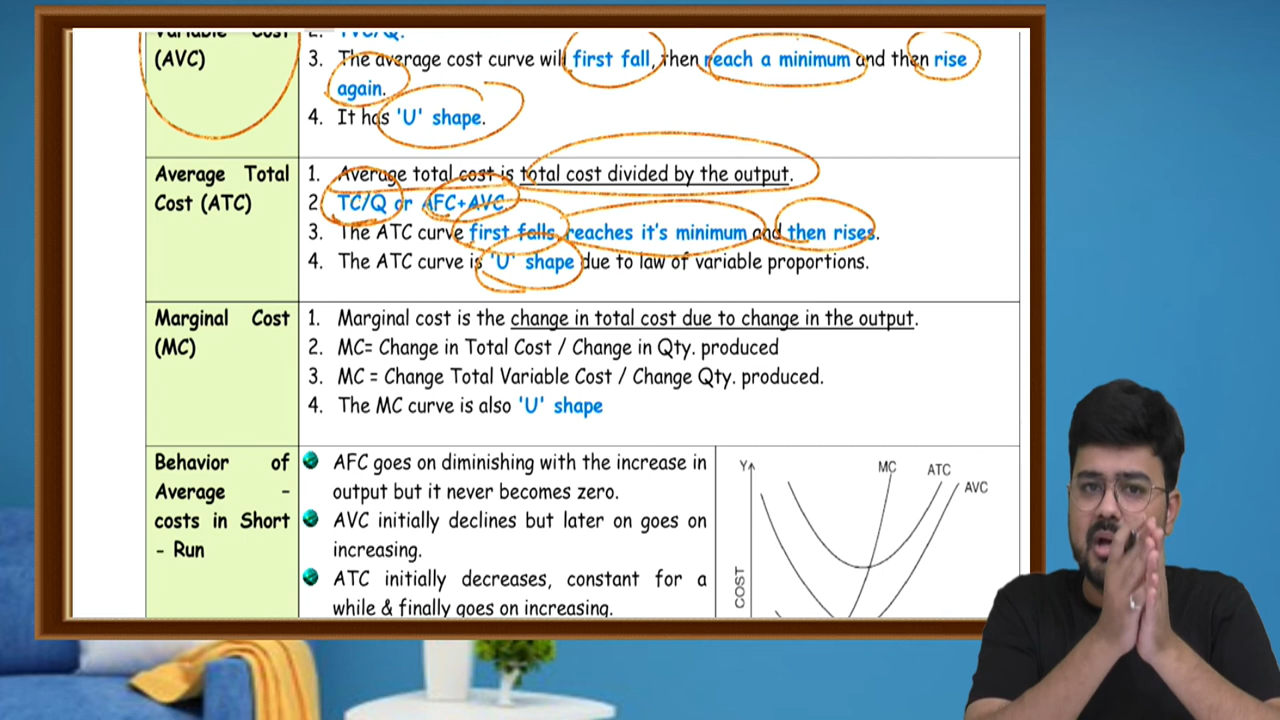 Variable Cost
(AVC)
2. TVC/Q.
3. The average cost curve will first fall, then reach a minimum and then rise
again.
4. It has 'U' shape.
Average Total
Cost (ATC)
1. Average total cost is total cost divided by the output.
2 TC/Q or AFC+AVC
3. The ATC curve first falls, reaches it's minimum and then rises.
4. The ATC curve is 'U' shape due to law of variable proportions.
Marginal Cost
(MC)
1. Marginal cost is the change in total cost due to change in the output.
2. MC= Change in Total Cost / Change in Qty. produced
3. MC = Change Total Variable Cost / Change Qty. produced.
4. The MC curve is also 'U' shape
Behavior of
Average -
costs in Short
- Run
AFC goes on diminishing with the increase in
output but it never becomes zero.
AVC initially declines but later on goes on
increasing.
ATC initially decreases, constant for a
while & finally goes on increasing.
Y
MC
ATC
AVC
COST